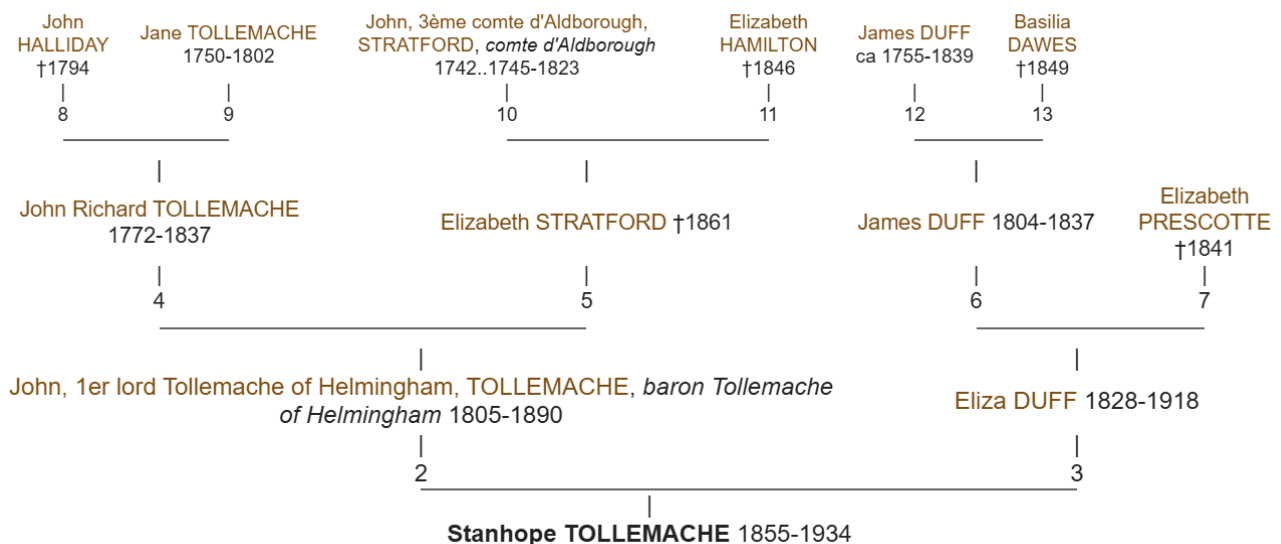 John
HALLIDAY
†1794
Jane TOLLEMACHE
1750-1802
John, 3ème comte d'Aldborough,
STRATFORD, comte d'Aldborough
1742..1745-1823
Elizabeth
HAMILTON
†1846
James DUFF
ca 1755-1839
Basilia
DAWES
†1849
8
9
10
11
12
13
John Richard TOLLEMACHE
1772-1837
Elizabeth STRATFORD †1861
James DUFF 1804-1837
Elizabeth
PRESCOTTE
†1841
4
5
6
7
John, 1er lord Tollemache of Helmingham, TOLLEMACHE, baron Tollemache
of Helmingham 1805-1890
Eliza DUFF 1828-1918
2
3
Stanhope TOLLEMACHE 1855-1934